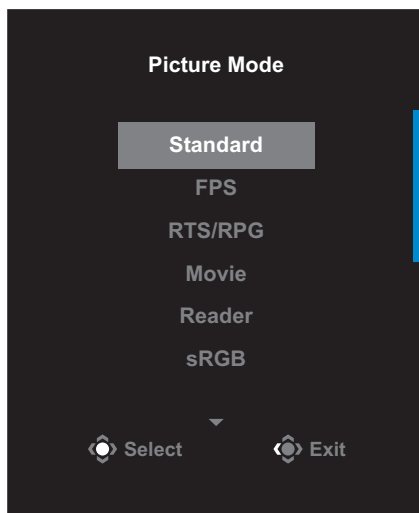 Picture Mode
Standard
FPS
RTS/RPG
Movie
Reader
sRGB
Select Exit